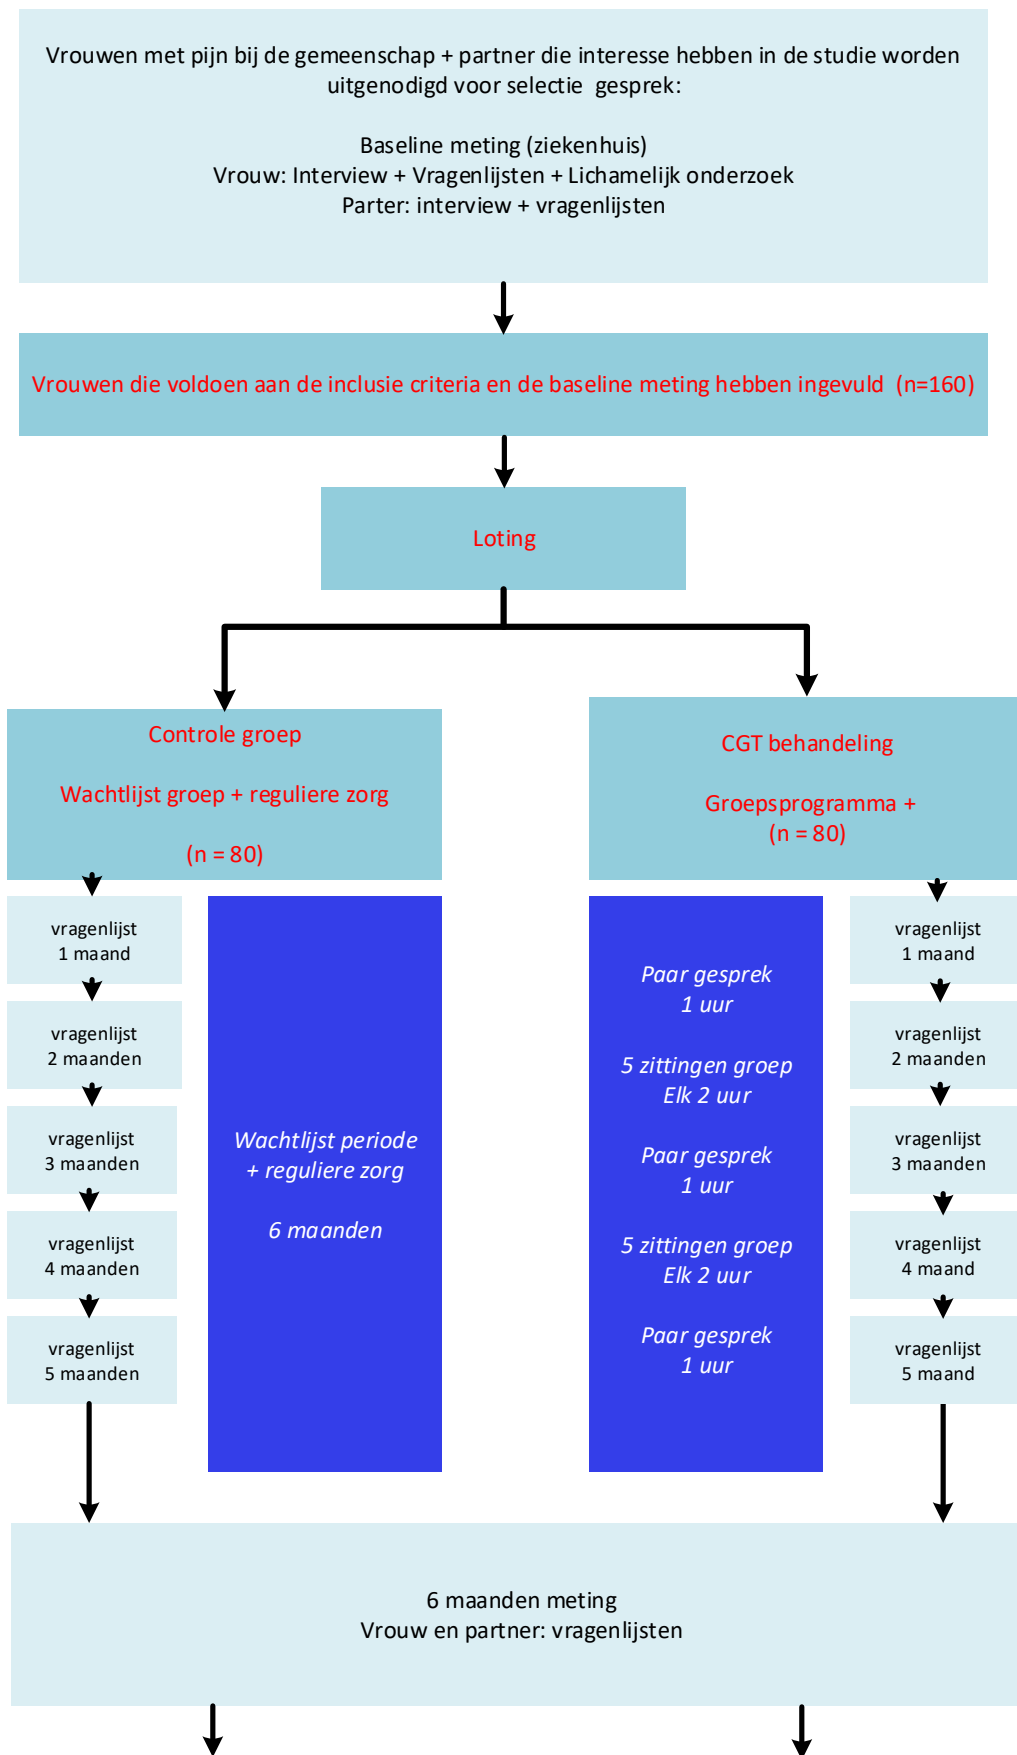 Vrouwen met pijn bij de gemeenschap + partner die interesse hebben in de studie worden
uitgenodigd voor selectie gesprek:
Baseline meting (ziekenhuis)
Vrouw: Interview + Vragenlijsten + Lichamelijk onderzoek
Parter: interview + vragenlijsten
Vrouwen die voldoen aan de inclusie criteria en de baseline meting hebben ingevuld (n=160)
Loting
Controle groep
Wachtlijst groep + reguliere zorg
(n = 80)
CGT behandeling
Groepsprogramma +
(n = 80)
vragenlijst
1 maand
vragenlijst
2 maanden
vragenlijst
3 maanden
vragenlijst
4 maanden
vragenlijst
5 maanden
Wachtlijst periode
+ reguliere zorg
6 maanden
Paar gesprek
1 uur
5 zittingen groep
Elk 2 uur
Paar gesprek
1 uur
5 zittingen groep
Elk 2 uur
Paar gesprek
1 uur
vragenlijst
1 maand
vragenlijst
2 maanden
vragenlijst
3 maanden
vragenlijst
4 maand
vragenlijst
5 maand
6 maanden meting
Vrouw en partner: vragenlijsten